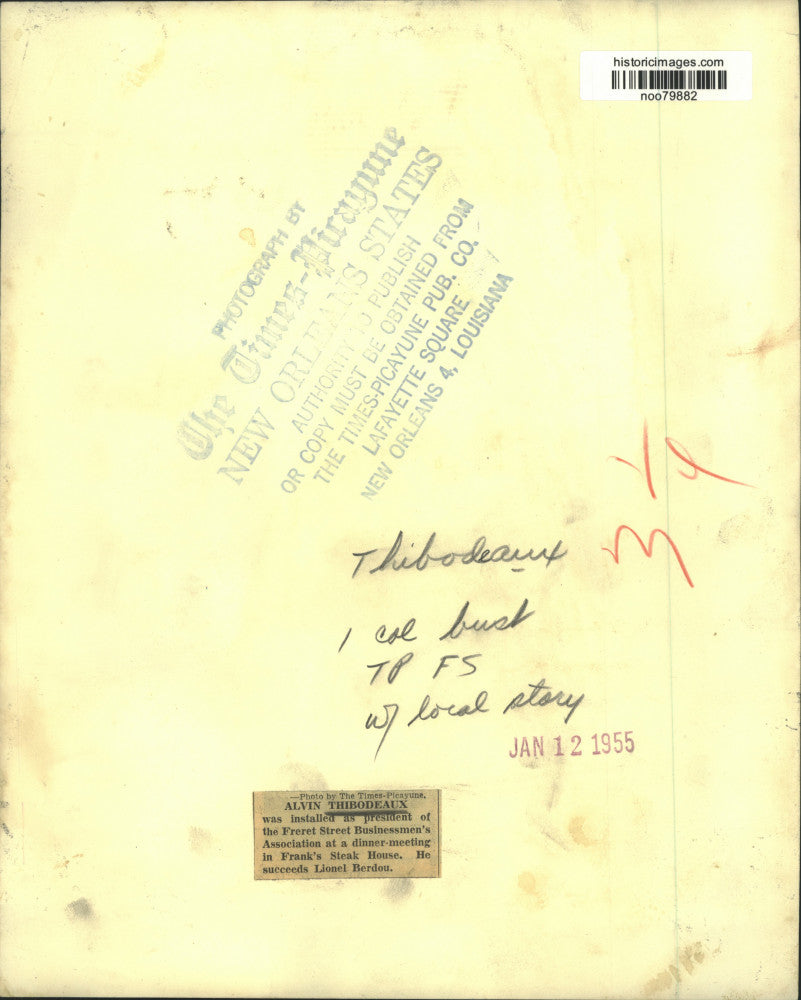 historicimages.com
noo79882
PHOTOGRAPH BY
The Times-Picayune
NEW ORLEANS STATES
AUTHORITY TO PUBLISH
OR COPY MUST BE OBTAINED FROM
THE TIMES-PICAYUNE PUB. CO.
LAFAYETTE SQUARE
NEW ORLEANS 4, LOUISIANA
Thibodeaux
1 col bust
TP FS
w/ local story
JAN 12 1955
—Photo by The Times-Picayune.
ALVIN THIBODEAUX
was installed as president of
the Freret Street Businessmen's
Association at a dinner-meeting
in Frank's Steak House. He
succeeds Lionel Berdou.